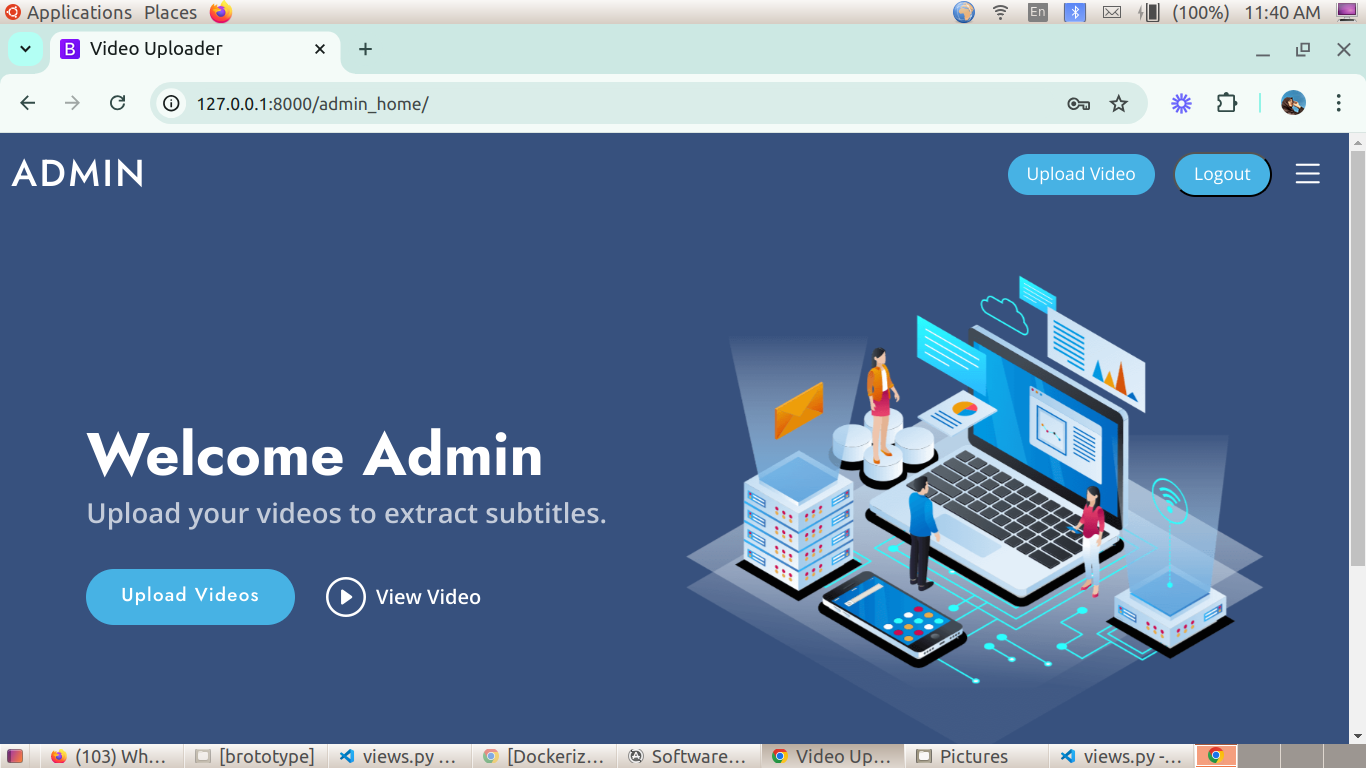 Applications Places En (100%) 11:40 AM
B Video Uploader
127.0.0.1:8000/admin_home/
ADMIN Upload Video Logout
Welcome Admin
Upload your videos to extract subtitles.
Upload Videos View Video
(103) Wh... [brototype] views.py ... [Dockeriz... Software... Video Up... Pictures views.py -...